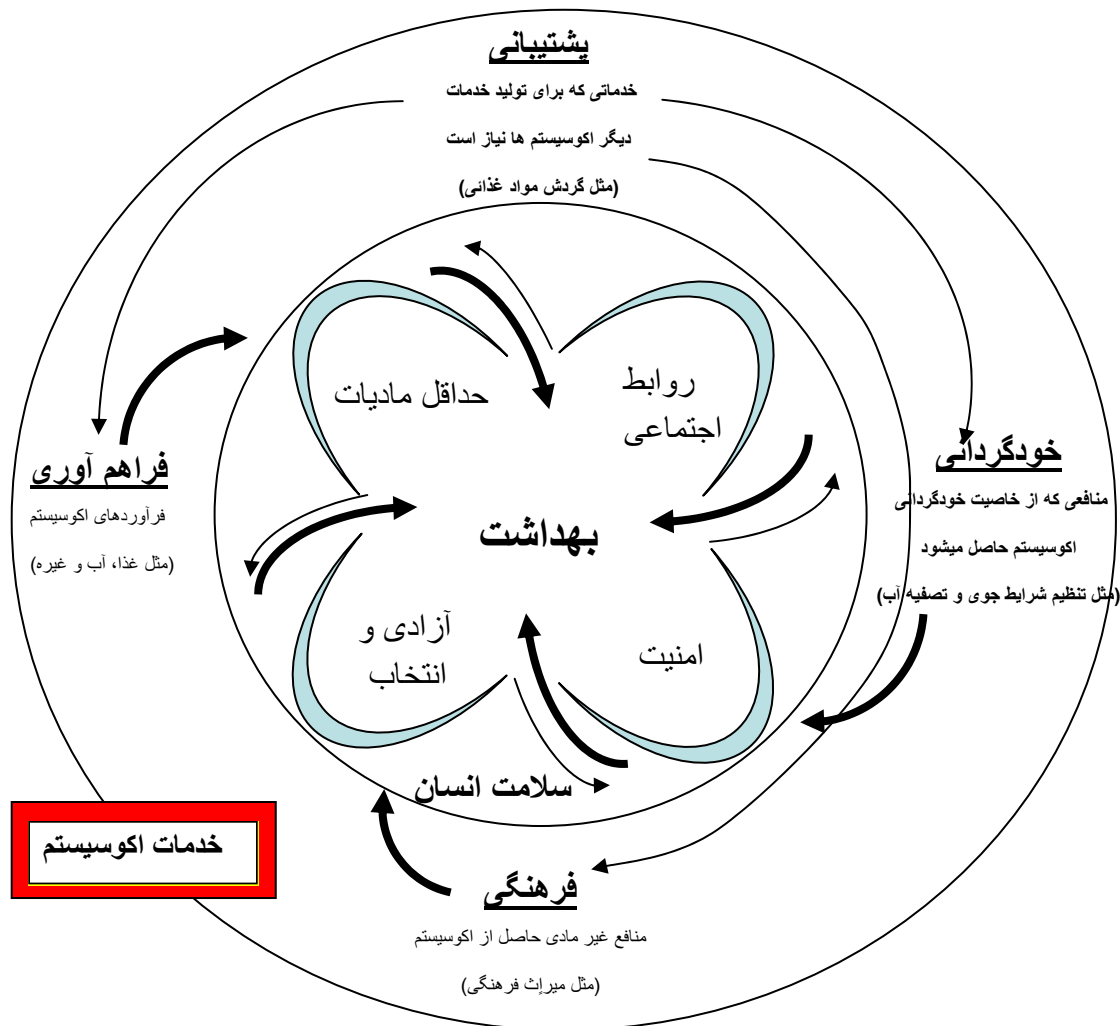 پشتیبانی
خدماتی که برای تولید خدمات
دیگر اکوسیستم ها نیاز است
(مثل گردش مواد غذائی)
روابط
اجتماعی
حداقل مادیات
خودگردانی
منافعی که از خاصیت خودگردانی
اکوسیستم حاصل میشود
(مثل تنظیم شرایط جوی و تصفیه آب)
فراهم آوری
فرآوردهای اکوسیستم
(مثل غذا، آب و غیره)
بهداشت
آزادی و
انتخاب
امنیت
سلامت انسان
خدمات اکوسیستم
فرهنگی
منافع غیر مادی حاصل از اکوسیستم
(مثل میراث فرهنگی)